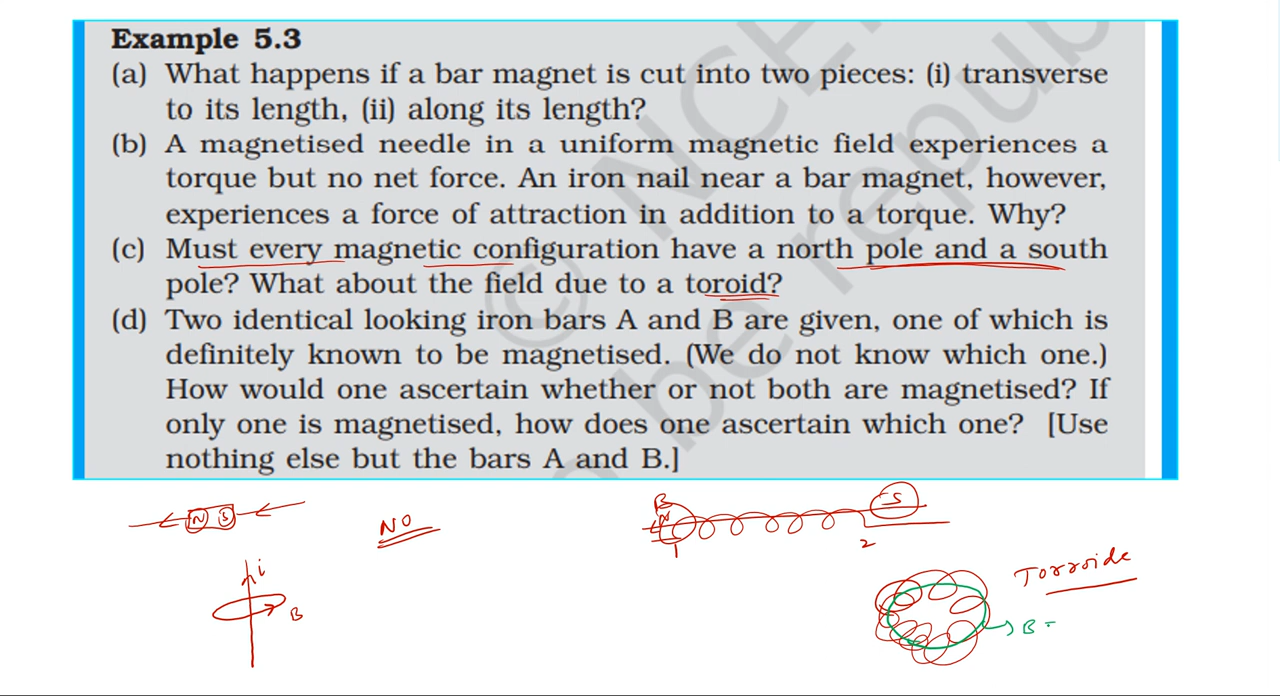 Example 5.3
(a) What happens if a bar magnet is cut into two pieces: (i) transverse
to its length, (ii) along its length?
(b) A magnetised needle in a uniform magnetic field experiences a
torque but no net force. An iron nail near a bar magnet, however,
experiences a force of attraction in addition to a torque. Why?
(c) Must every magnetic configuration have a north pole and a south
pole? What about the field due to a toroid?
(d) Two identical looking iron bars A and B are given, one of which is
definitely known to be magnetised. (We do not know which one.)
How would one ascertain whether or not both are magnetised? If
only one is magnetised, how does one ascertain which one? [Use
nothing else but the bars A and B.]
© NCE
be repub
N S
NO
B
N
S
1
2
i
B
Torroide
B =